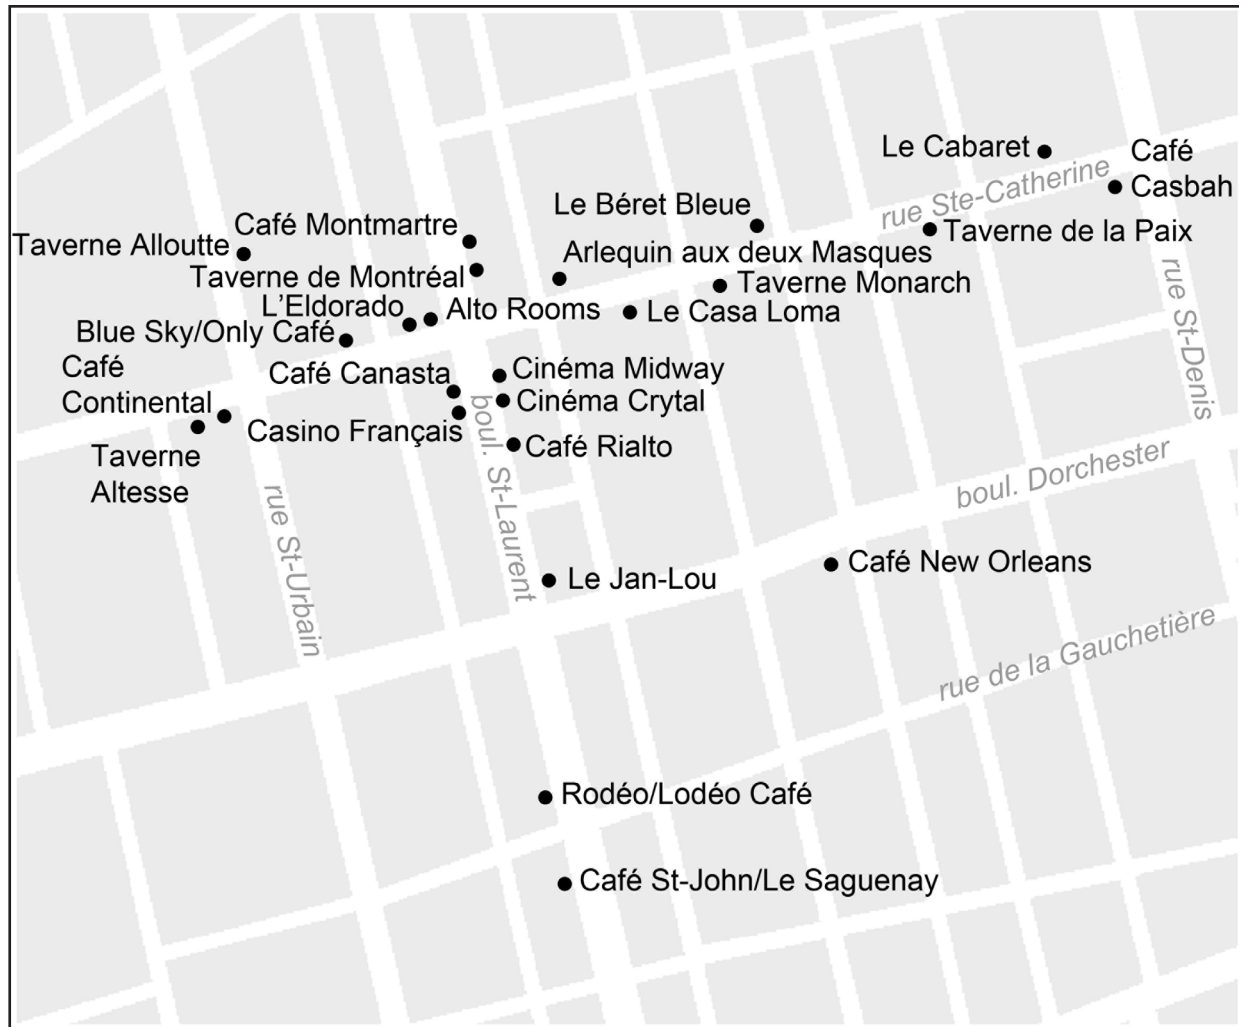 Le Cabaret
Café
Casbah
rue Ste-Catherine
Le Béret Bleue
Café Montmartre
Taverne de la Paix
Taverne Alloutte
Arlequin aux deux Masques
Taverne de Montréal
Taverne Monarch
L'Eldorado
Alto Rooms
Le Casa Loma
Blue Sky/Only Café
rue St-Denis
Café
Continental
Café Canasta
Cinéma Midway
Cinéma Crytal
Casino Français
Café Rialto
boul. St-Laurent
Taverne
Altesse
boul. Dorchester
rue St-Urbain
Café New Orleans
Le Jan-Lou
rue de la Gauchetière
Rodéo/Lodéo Café
Café St-John/Le Saguenay